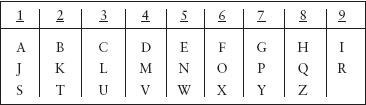 1 2 3 4 5 6 7 8 9
A B C D E F G H I
J K L M N O P Q R
S T U V W X Y Z